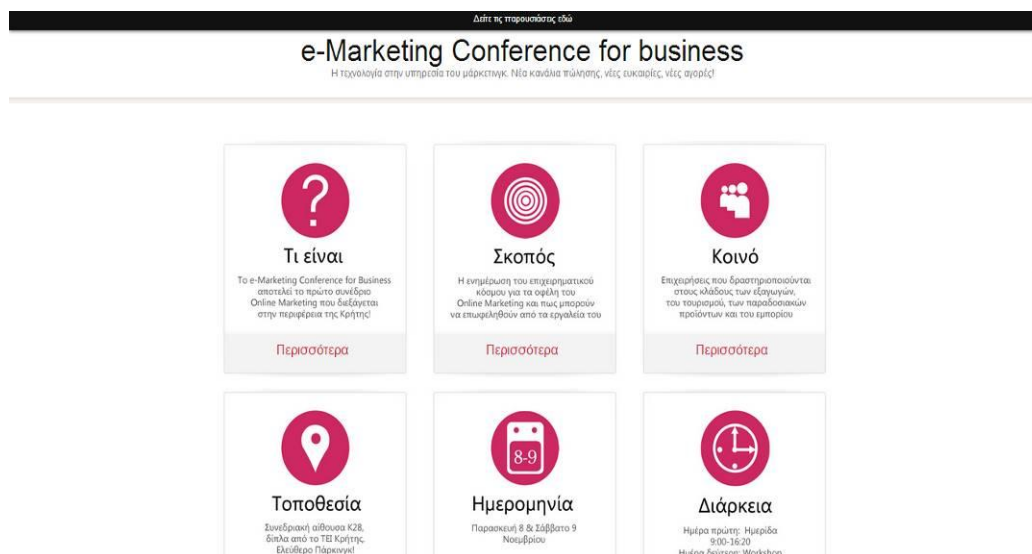 Δείτε τις παρουσιάσεις εδώ
e-Marketing Conference for business
Η τεχνολογία στην υπηρεσία του μάρκετινγκ. Νέα κανάλια πώλησης, νέες ευκαιρίες, νέες αγορές!
Τι είναι
Το e-Marketing Conference for Business
αποτελεί το πρώτο συνέδριο
Online Marketing που διεξάγεται
στην περιφέρεια της Κρήτης!
Περισσότερα
Σκοπός
Η ενημέρωση του επιχειρηματικού
κόσμου για τα οφέλη του
Online Marketing και πως μπορούν
να επωφεληθούν από τα εργαλεία του
Περισσότερα
Κοινό
Επιχειρήσεις που δραστηριοποιούνται
στους κλάδους των εξαγωγών,
του τουρισμού, των παραδοσιακών
προϊόντων και του εμπορίου
Περισσότερα
Τοποθεσία
Συνεδριακή αίθουσα Κ28,
δίπλα από το ΤΕΙ Κρήτης.
Ελεύθερο Πάρκινγκ!
8-9
Ημερομηνία
Παρασκευή 8 & Σάββατο 9
Νοεμβρίου
Διάρκεια
Ημέρα πρώτη: Ημερίδα
9:00-16:20
Ημέρα δεύτερη: Workshop